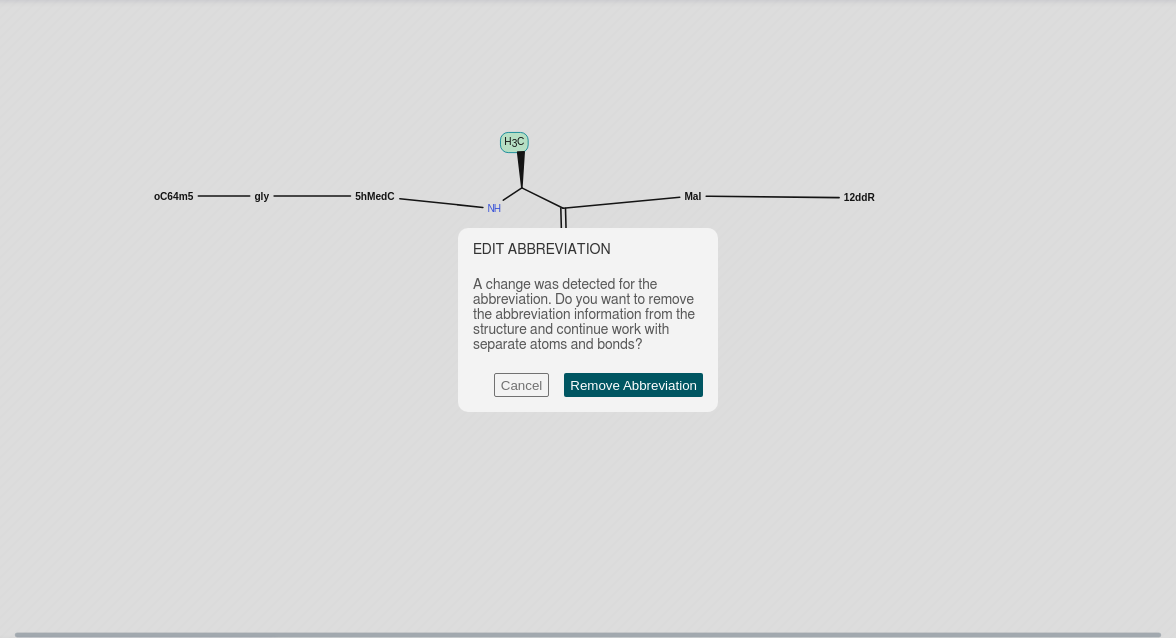 H3C
oC64m5 gly 5hMedC NH Mal 12ddR
EDIT ABBREVIATION
A change was detected for the
abbreviation. Do you want to remove
the abbreviation information from the
structure and continue work with
separate atoms and bonds?
Cancel Remove Abbreviation